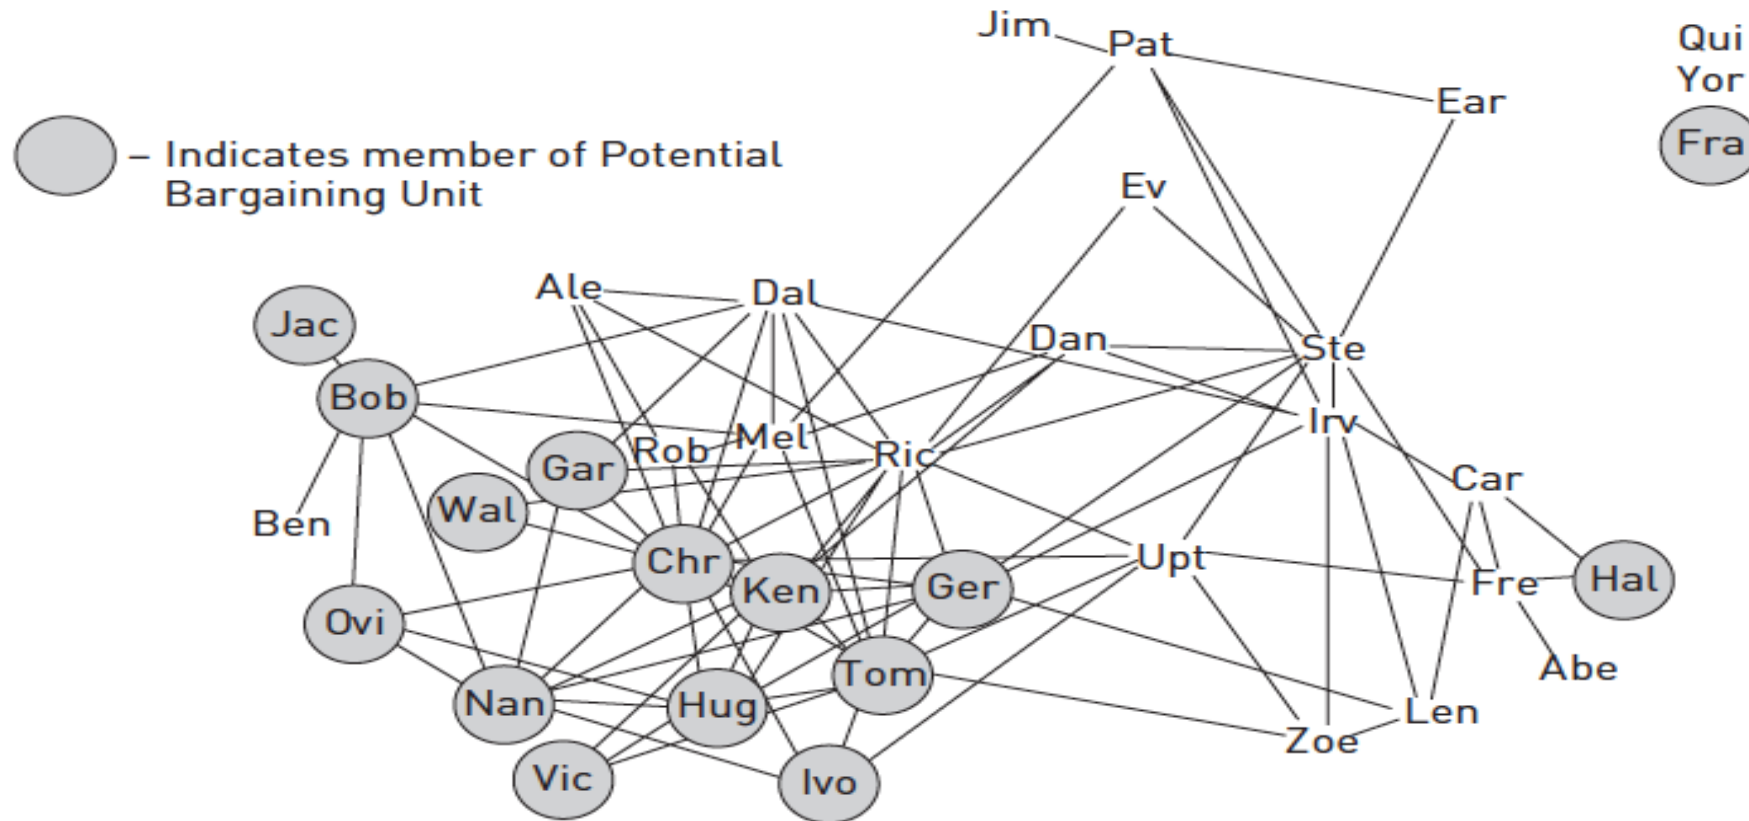 Jim
Pat
Qui
Yor
Ear
Fra
– Indicates member of Potential
Bargaining Unit
Ev
Ale
Dal
Jac
Dan
Ste
Bob
Irv
Mel
Rob
Ric
Gar
Car
Wal
Ben
Chr
Upt
Ken
Ger
Fre
Hal
Ovi
Tom
Abe
Nan
Hug
Len
Zoe
Vic
Ivo